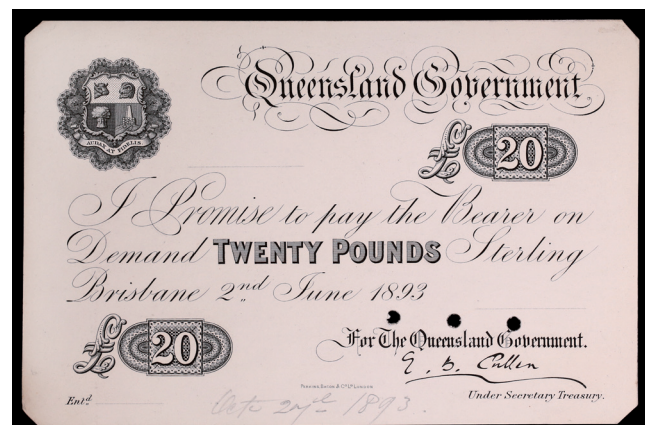 Queensland Government
AUDAX AT FIDELIS
£20
I Promise to pay the Bearer on
Demand TWENTY POUNDS Sterling
Brisbane 2nd June 1893
£20
For The Queensland Government.
E. B. Cullen
Under Secretary Treasury.
Entd
1893.